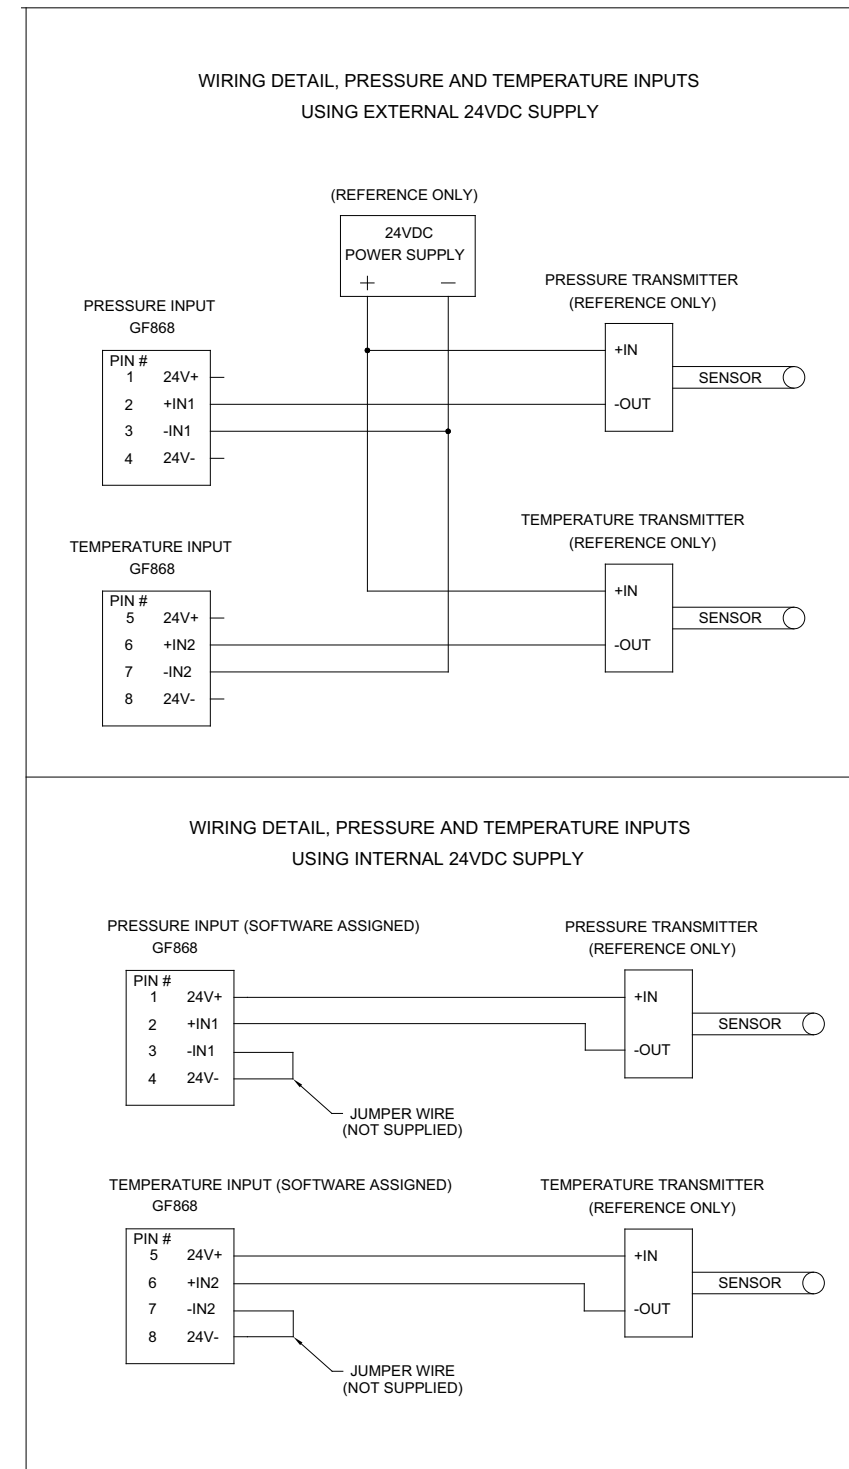 WIRING DETAIL, PRESSURE AND TEMPERATURE INPUTS
USING EXTERNAL 24VDC SUPPLY
(REFERENCE ONLY)
24VDC
POWER SUPPLY
+ −
PRESSURE INPUT
GF868
PIN #
1 24V+
2 +IN1
3 -IN1
4 24V-
PRESSURE TRANSMITTER
(REFERENCE ONLY)
+IN
-OUT
SENSOR
TEMPERATURE INPUT
GF868
PIN #
5 24V+
6 +IN2
7 -IN2
8 24V-
TEMPERATURE TRANSMITTER
(REFERENCE ONLY)
+IN
-OUT
SENSOR
WIRING DETAIL, PRESSURE AND TEMPERATURE INPUTS
USING INTERNAL 24VDC SUPPLY
PRESSURE INPUT (SOFTWARE ASSIGNED)
GF868
PIN #
1 24V+
2 +IN1
3 -IN1
4 24V-
JUMPER WIRE
(NOT SUPPLIED)
PRESSURE TRANSMITTER
(REFERENCE ONLY)
+IN
-OUT
SENSOR
TEMPERATURE INPUT (SOFTWARE ASSIGNED)
GF868
PIN #
5 24V+
6 +IN2
7 -IN2
8 24V-
JUMPER WIRE
(NOT SUPPLIED)
TEMPERATURE TRANSMITTER
(REFERENCE ONLY)
+IN
-OUT
SENSOR